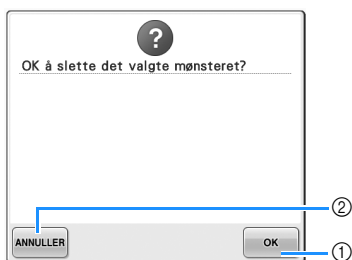 ?
OK å slette det valgte mønsteret?
②
ANNULLER
OK
①